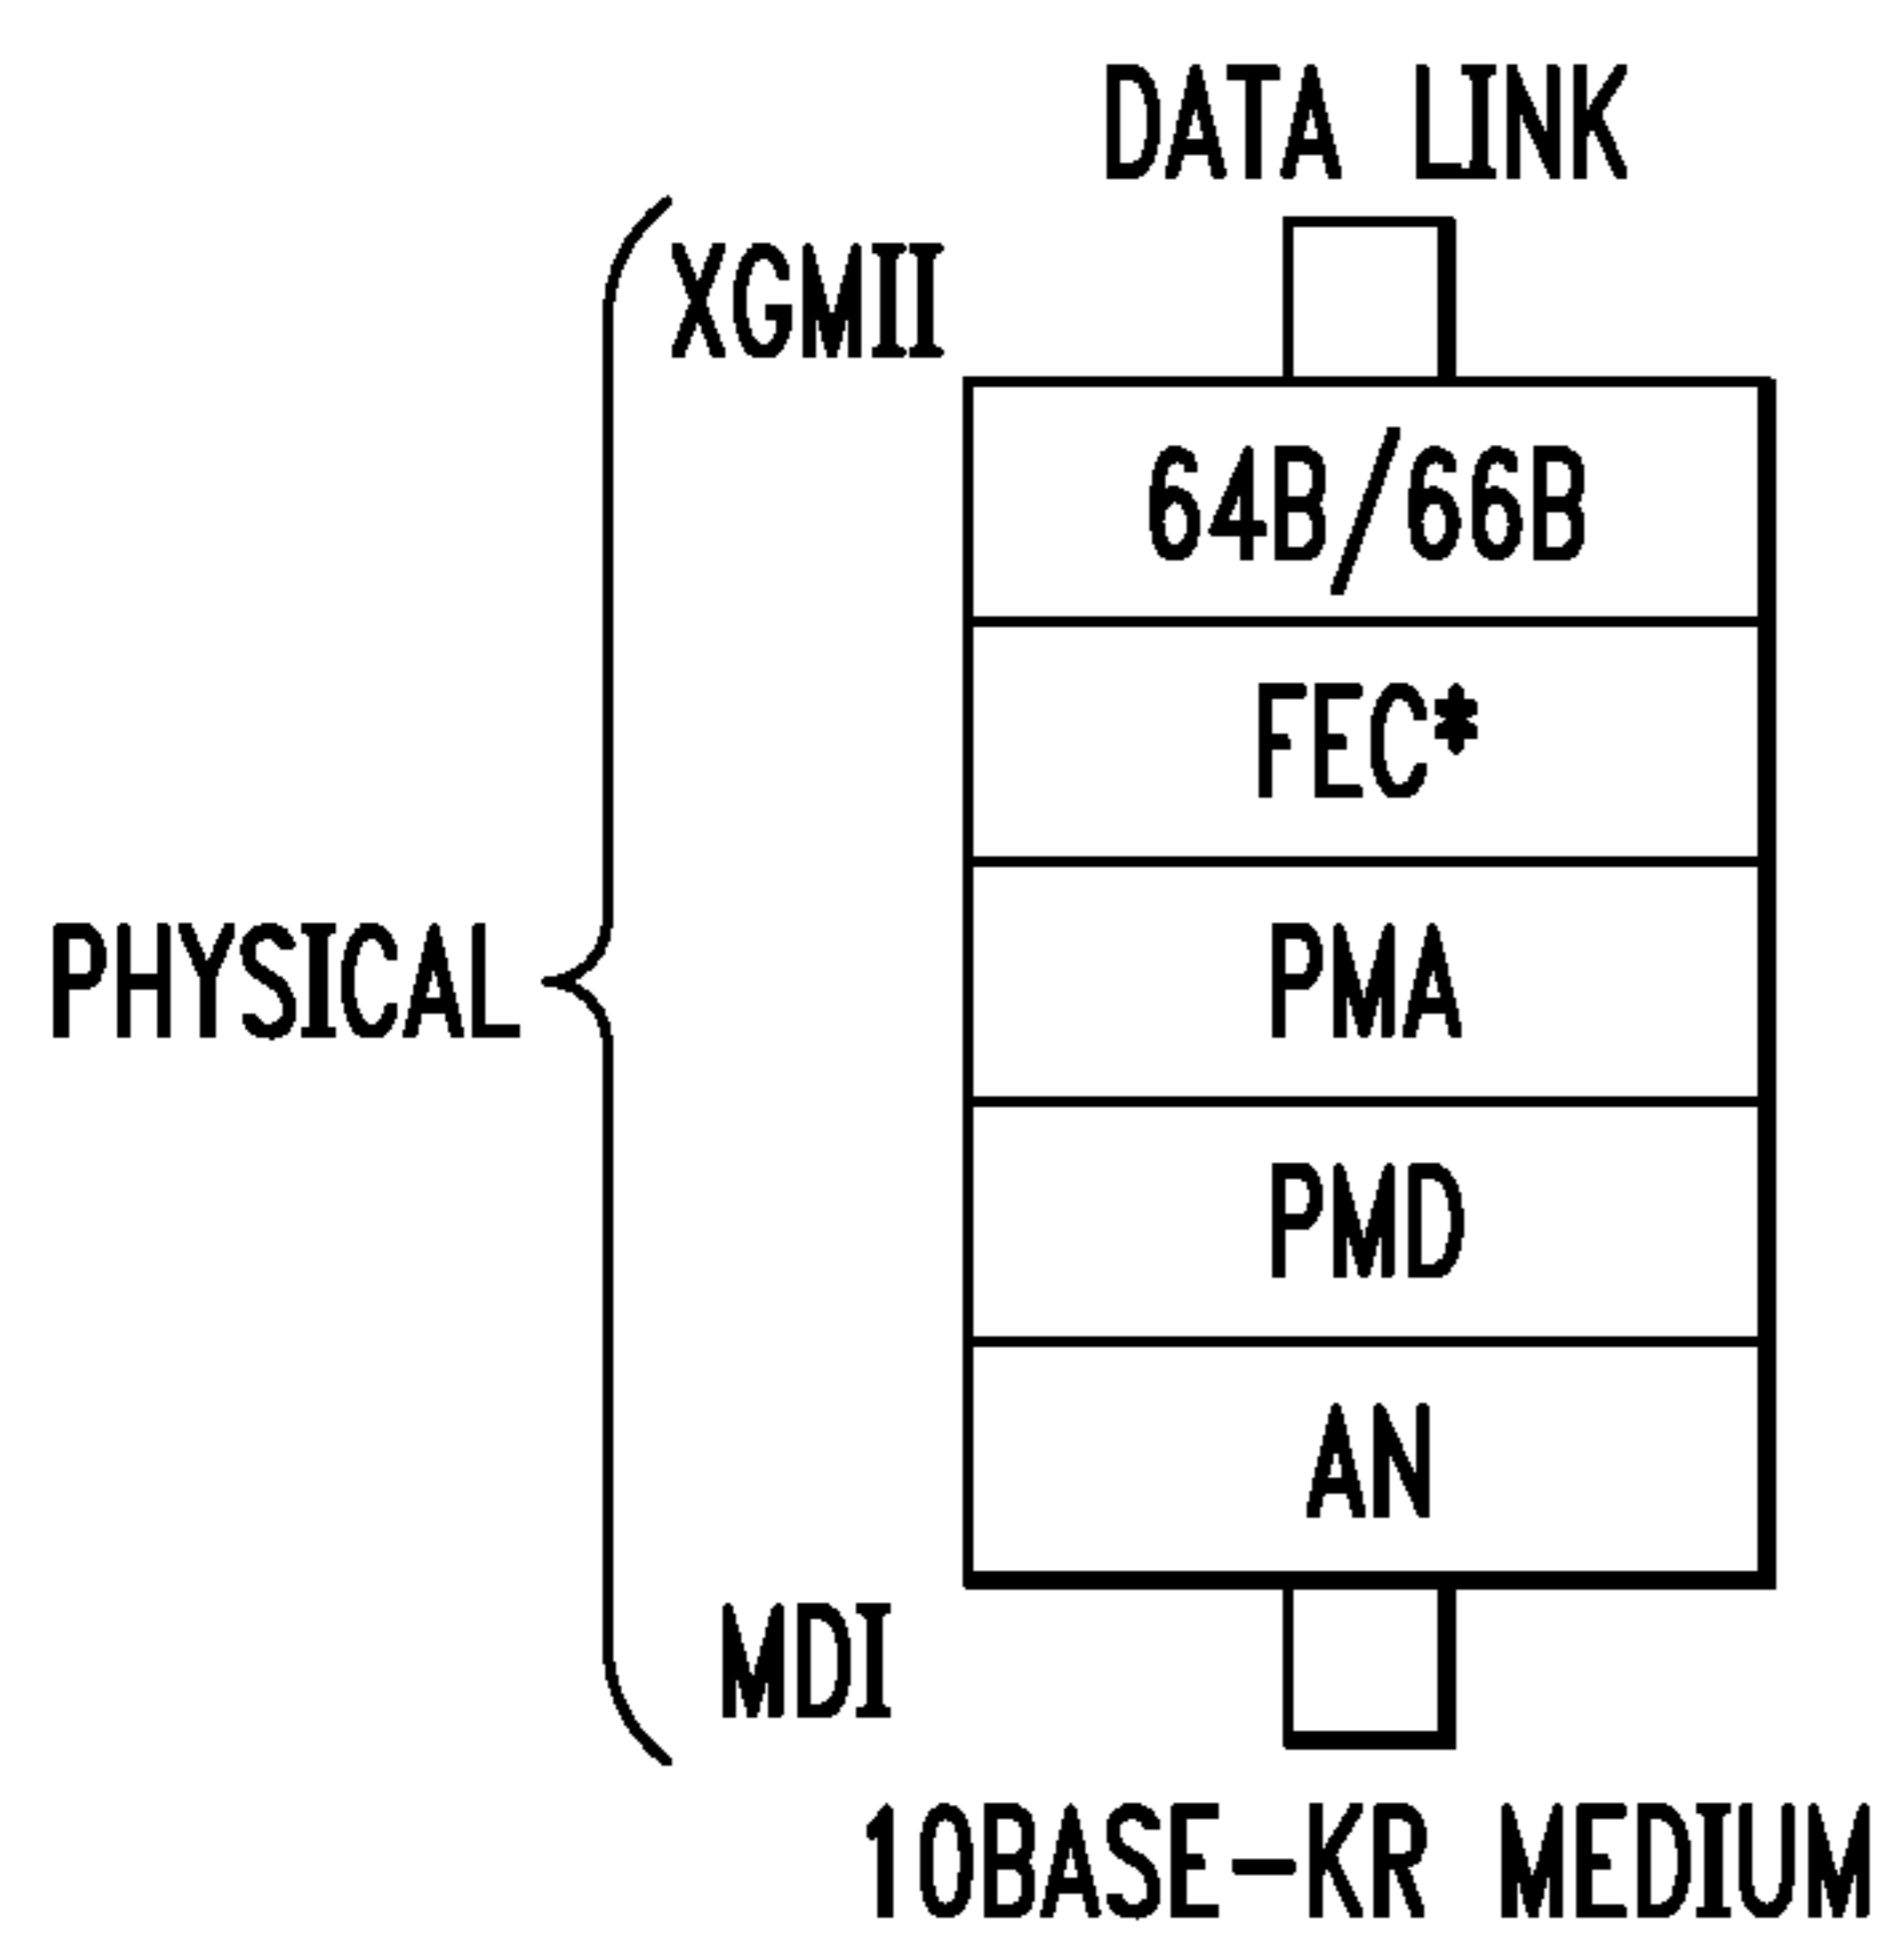 DATA LINK
XGMII
64B/66B
FEC*
PHYSICAL
PMA
PMD
AN
MDI
10BASE-KR MEDIUM